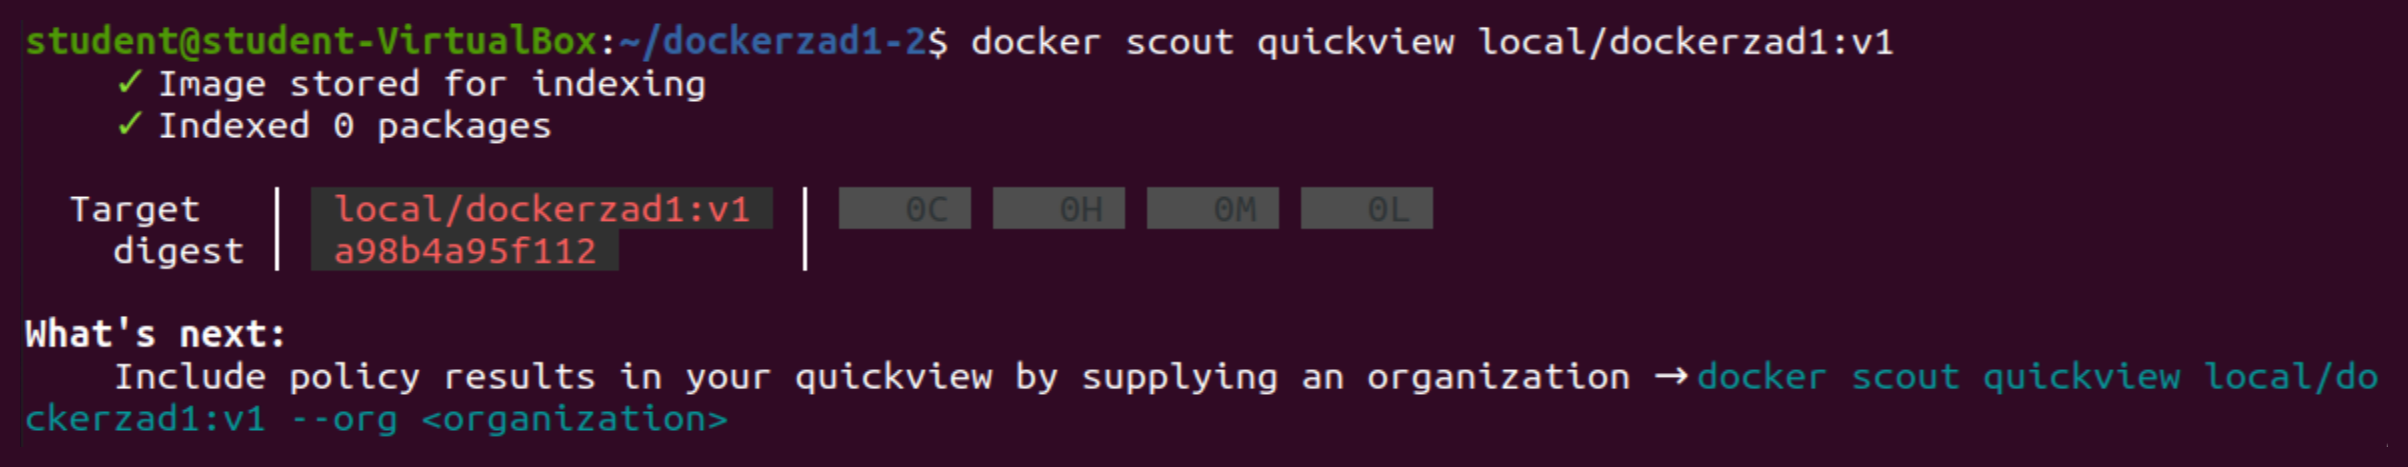 student@student-VirtualBox:~/dockerzad1-2$ docker scout quickview local/dockerzad1:v1
✓ Image stored for indexing
✓ Indexed 0 packages
Target │ local/dockerzad1:v1 │ 0C 0H 0M 0L
digest │ a98b4a95f112 │
What's next:
Include policy results in your quickview by supplying an organization → docker scout quickview local/do
ckerzad1:v1 --org <organization>